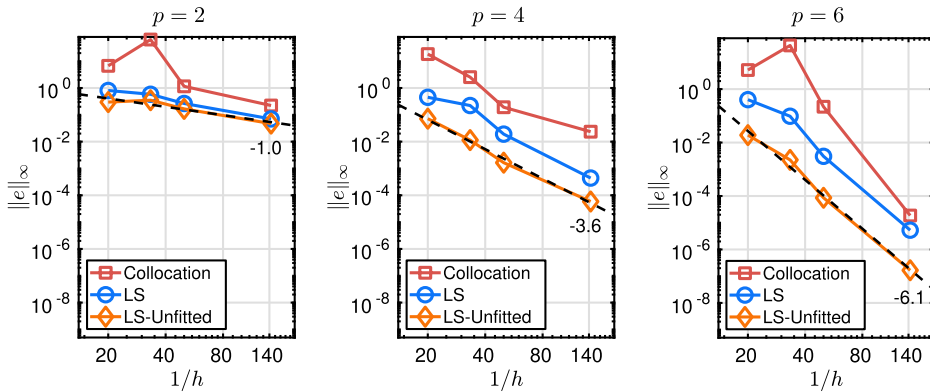 p = 2
10^0
10^{-2}
10^{-4}
10^{-6}
10^{-8}
‖e‖_∞
-1.0
Collocation
LS
LS-Unfitted
20 40 80 140
1/h
p = 4
10^0
10^{-2}
10^{-4}
10^{-6}
10^{-8}
‖e‖_∞
-3.6
Collocation
LS
LS-Unfitted
20 40 80 140
1/h
p = 6
10^0
10^{-2}
10^{-4}
10^{-6}
10^{-8}
‖e‖_∞
-6.1
Collocation
LS
LS-Unfitted
20 40 80 140
1/h